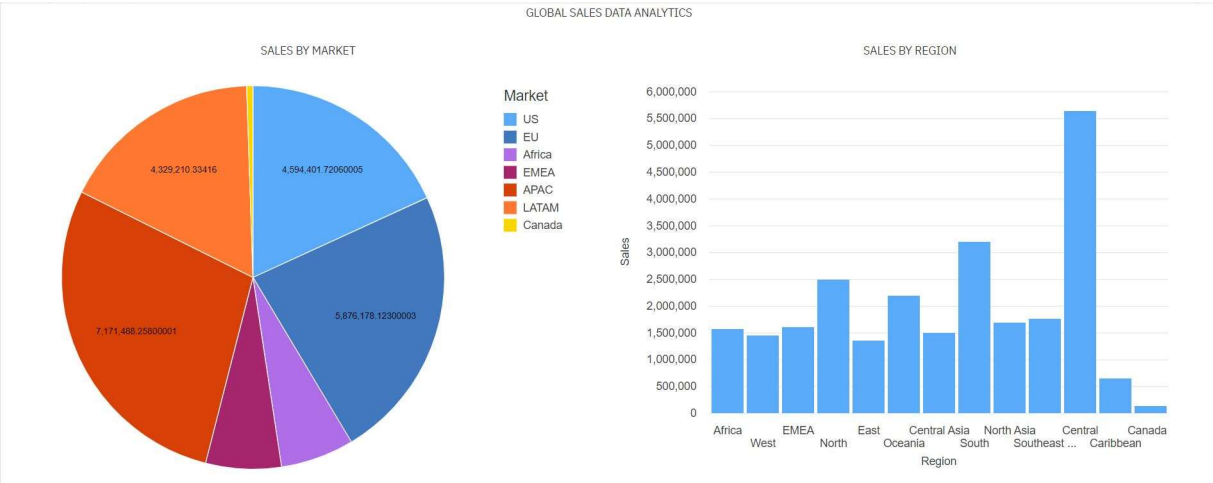 GLOBAL SALES DATA ANALYTICS
SALES BY MARKET
4,329,210.33416
4,594,401.72060005
5,876,178.12300003
7,171,488.25800001
Market
US
EU
Africa
EMEA
APAC
LATAM
Canada
SALES BY REGION
Sales
6,000,000
5,500,000
5,000,000
4,500,000
4,000,000
3,500,000
3,000,000
2,500,000
2,000,000
1,500,000
1,000,000
500,000
0
Africa EMEA East Central Asia North Asia Central Canada
West North Oceania South Southeast ... Caribbean
Region